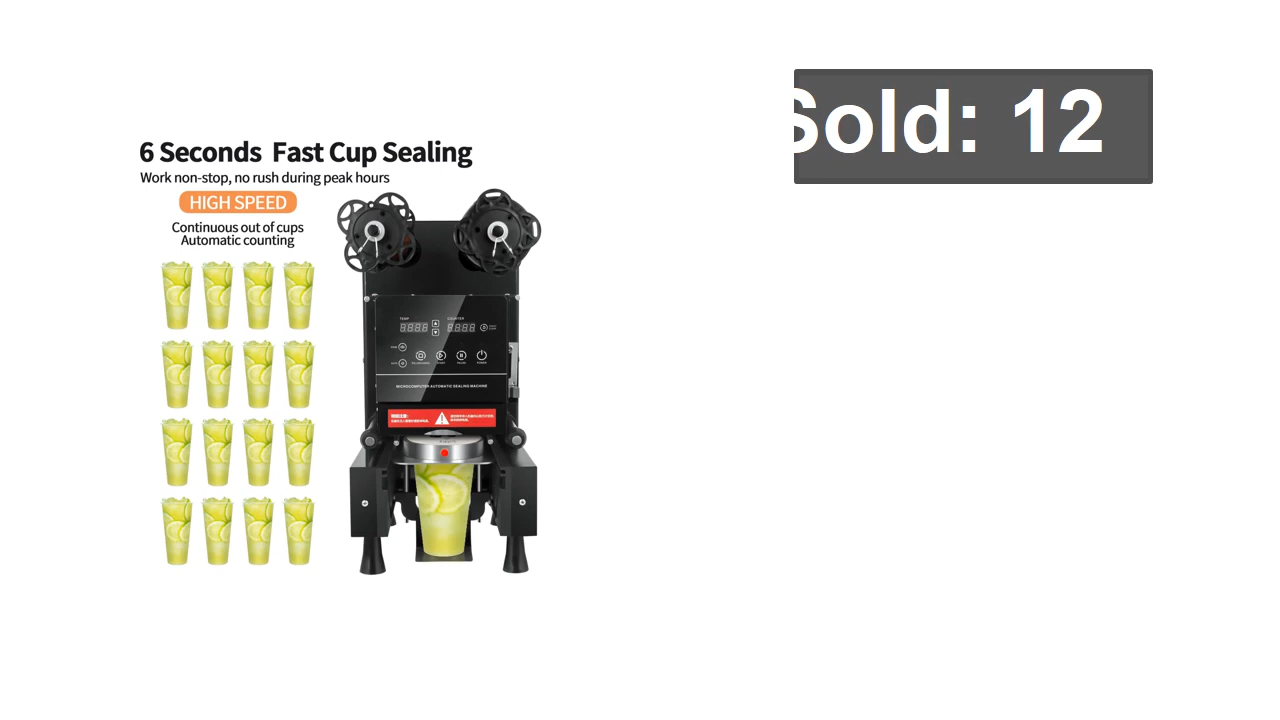 6 Seconds Fast Cup Sealing
Work non-stop, no rush during peak hours
HIGH SPEED
Continuous out of cups
Automatic counting
Sold: 12
TEMP
COUNTER
POWER
MICROCOMPUTER AUTOMATIC SEALING MACHINE